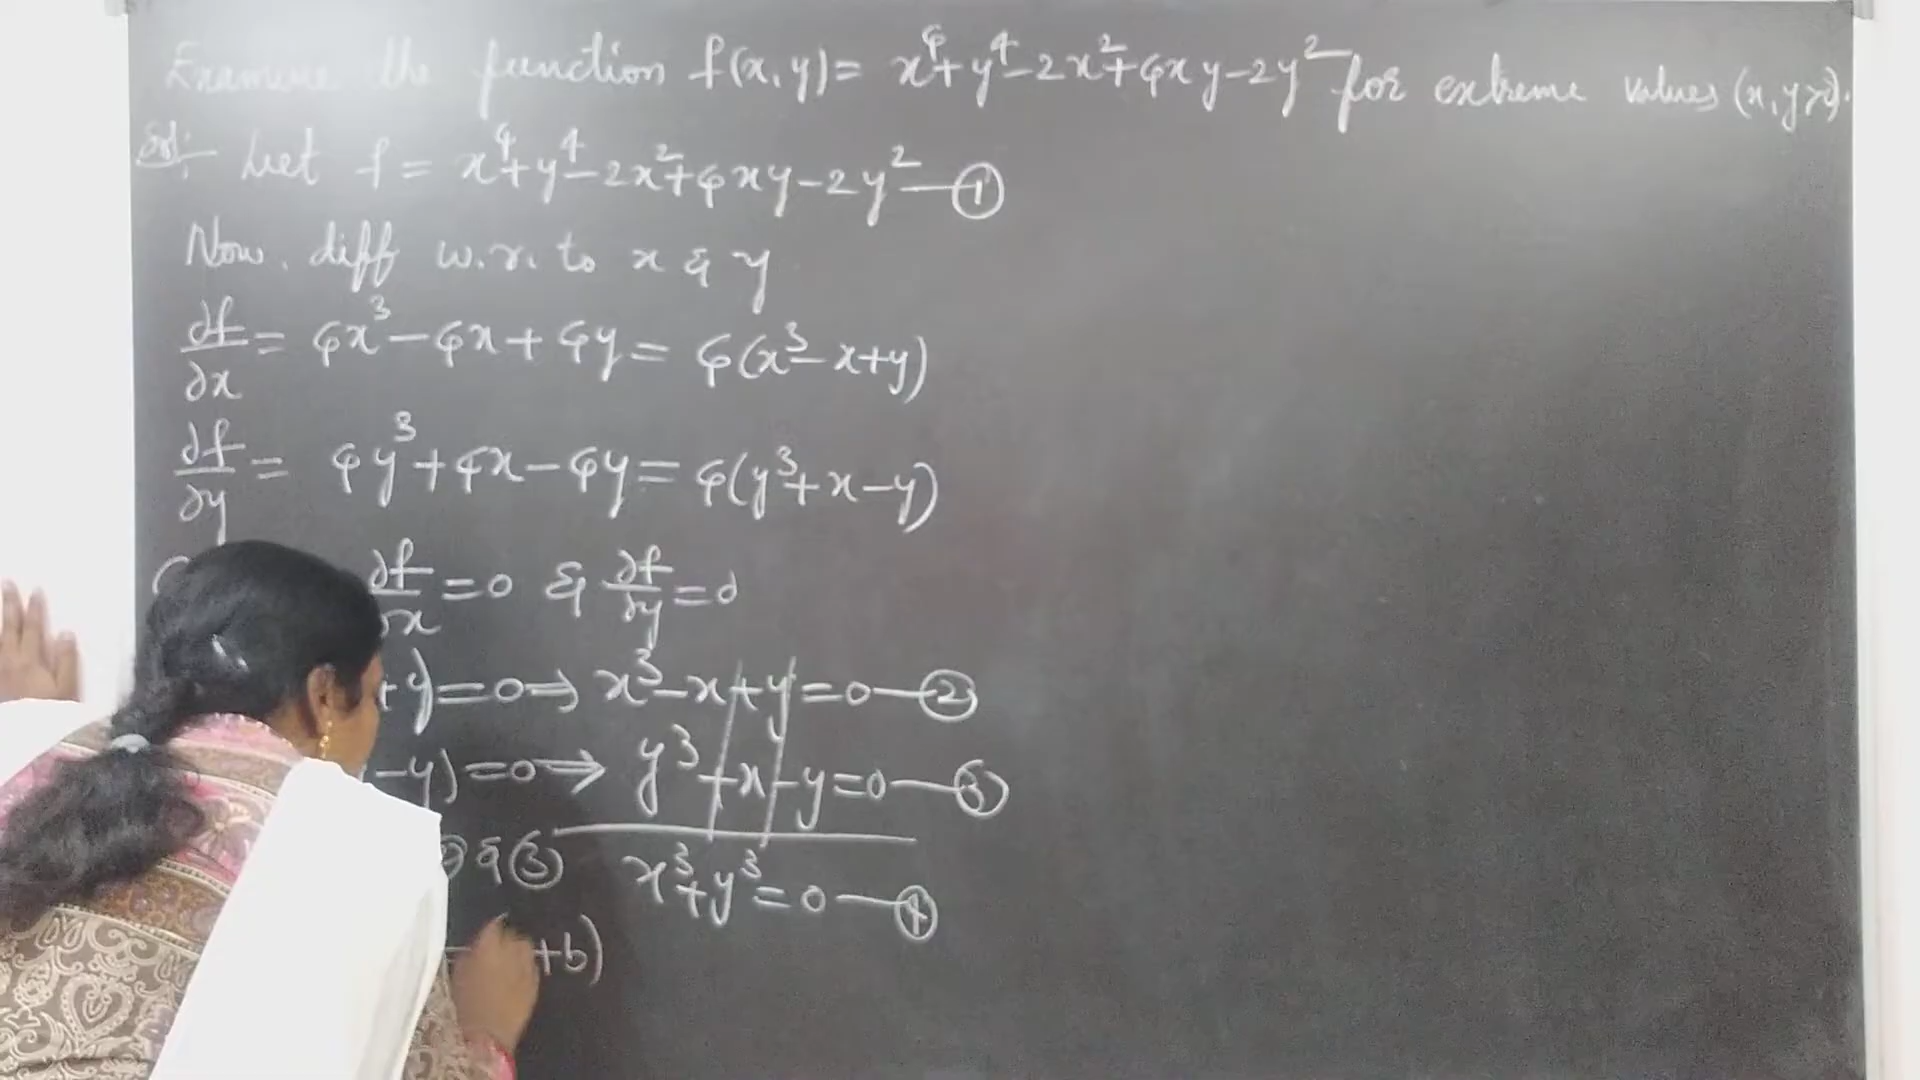 Examine the function f(x, y) = x⁴+y⁴-2x²+4xy-2y² for extreme values (x, y>0).
Sol:- Let f = x⁴+y⁴-2x²+4xy-2y² — ①
Now, diff w.r. to x & y
∂f/∂x = 4x³-4x+4y = 4(x³-x+y)
∂f/∂y = 4y³+4x-4y = 4(y³+x-y)
∂f/∂x =0 & ∂f/∂y =0
+y)=0 ⇒ x³-x+y=0 — ②
-y)=0 ⇒ y³+x-y=0 — ③
② & ③ x³+y³=0 — ④
+b)